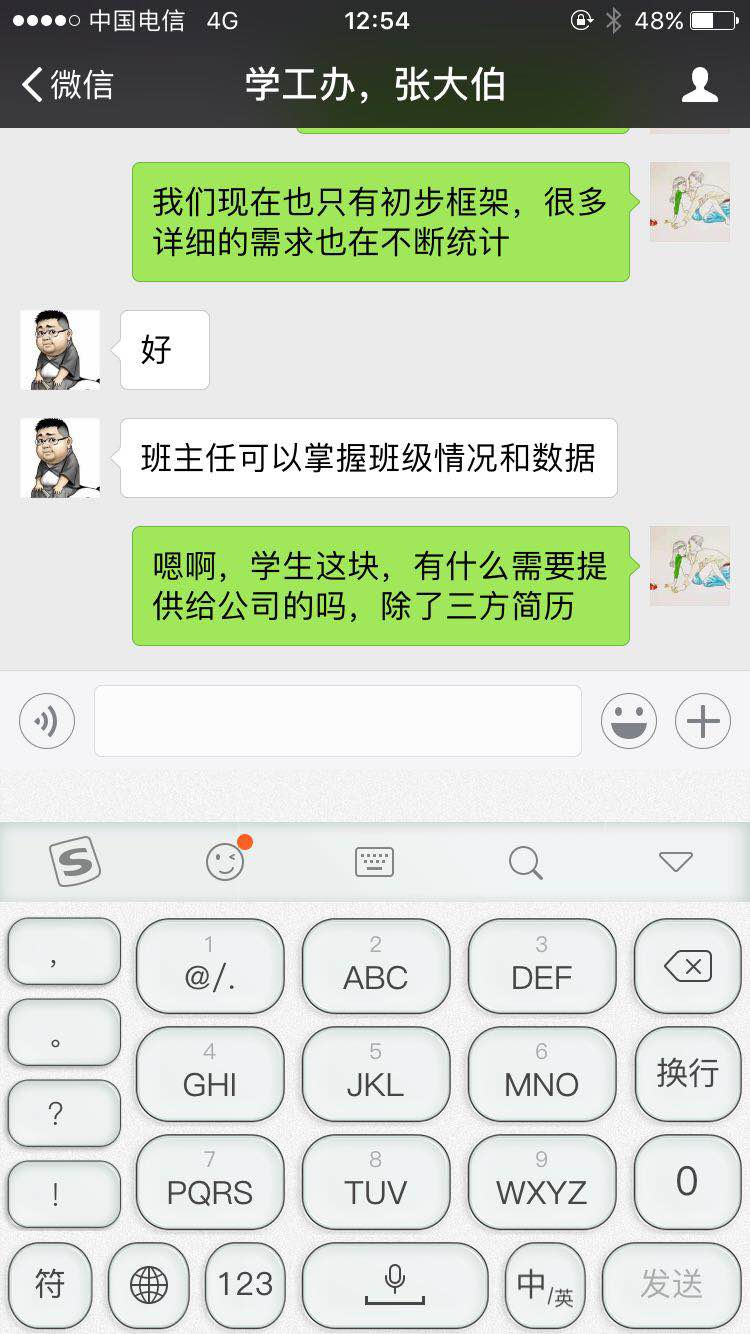 中国电信 4G 12:54 48%
微信 学工办，张大伯
我们现在也只有初步框架，很多
详细的需求也在不断统计
好
班主任可以掌握班级情况和数据
嗯啊，学生这块，有什么需要提
供给公司的吗，除了三方简历
S
， 1 @/. 2 ABC 3 DEF
。 4 GHI 5 JKL 6 MNO 换行
? 7 PQRS 8 TUV 9 WXYZ 0
!
符 123 中/英 发送